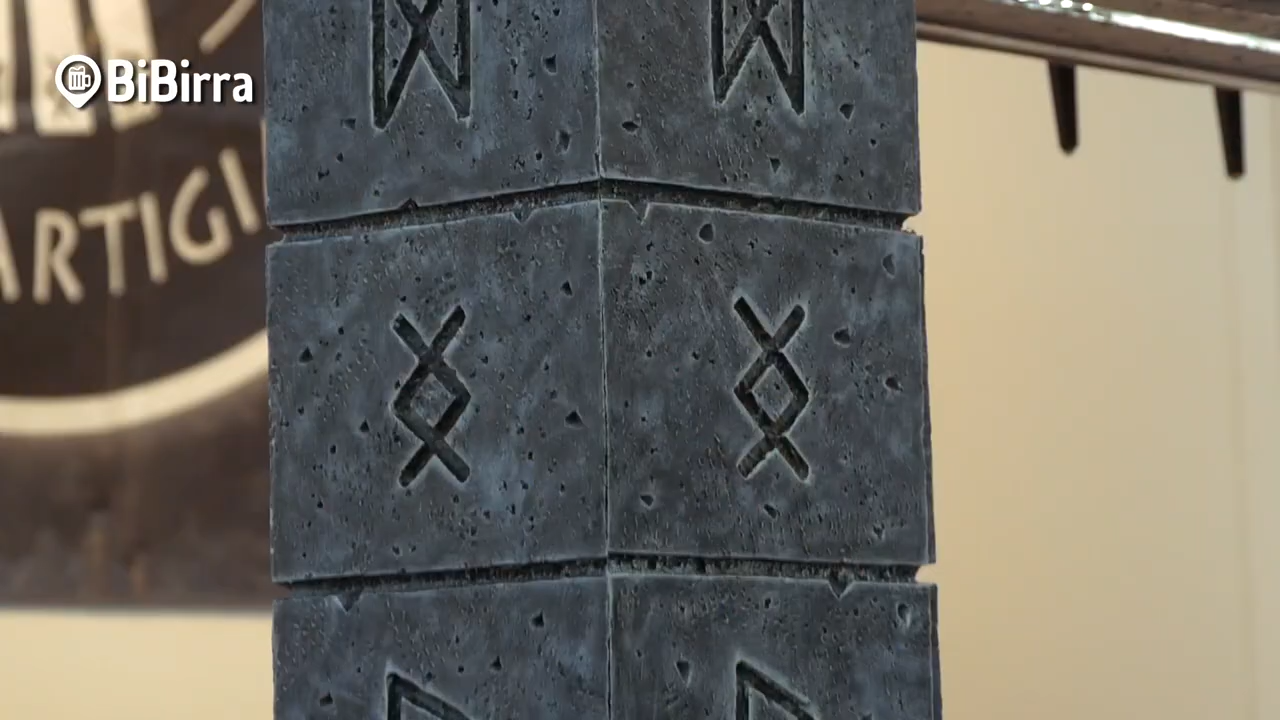 BiBirra
ARTIGI
ᛞ ᛞ
ᛝ ᛝ